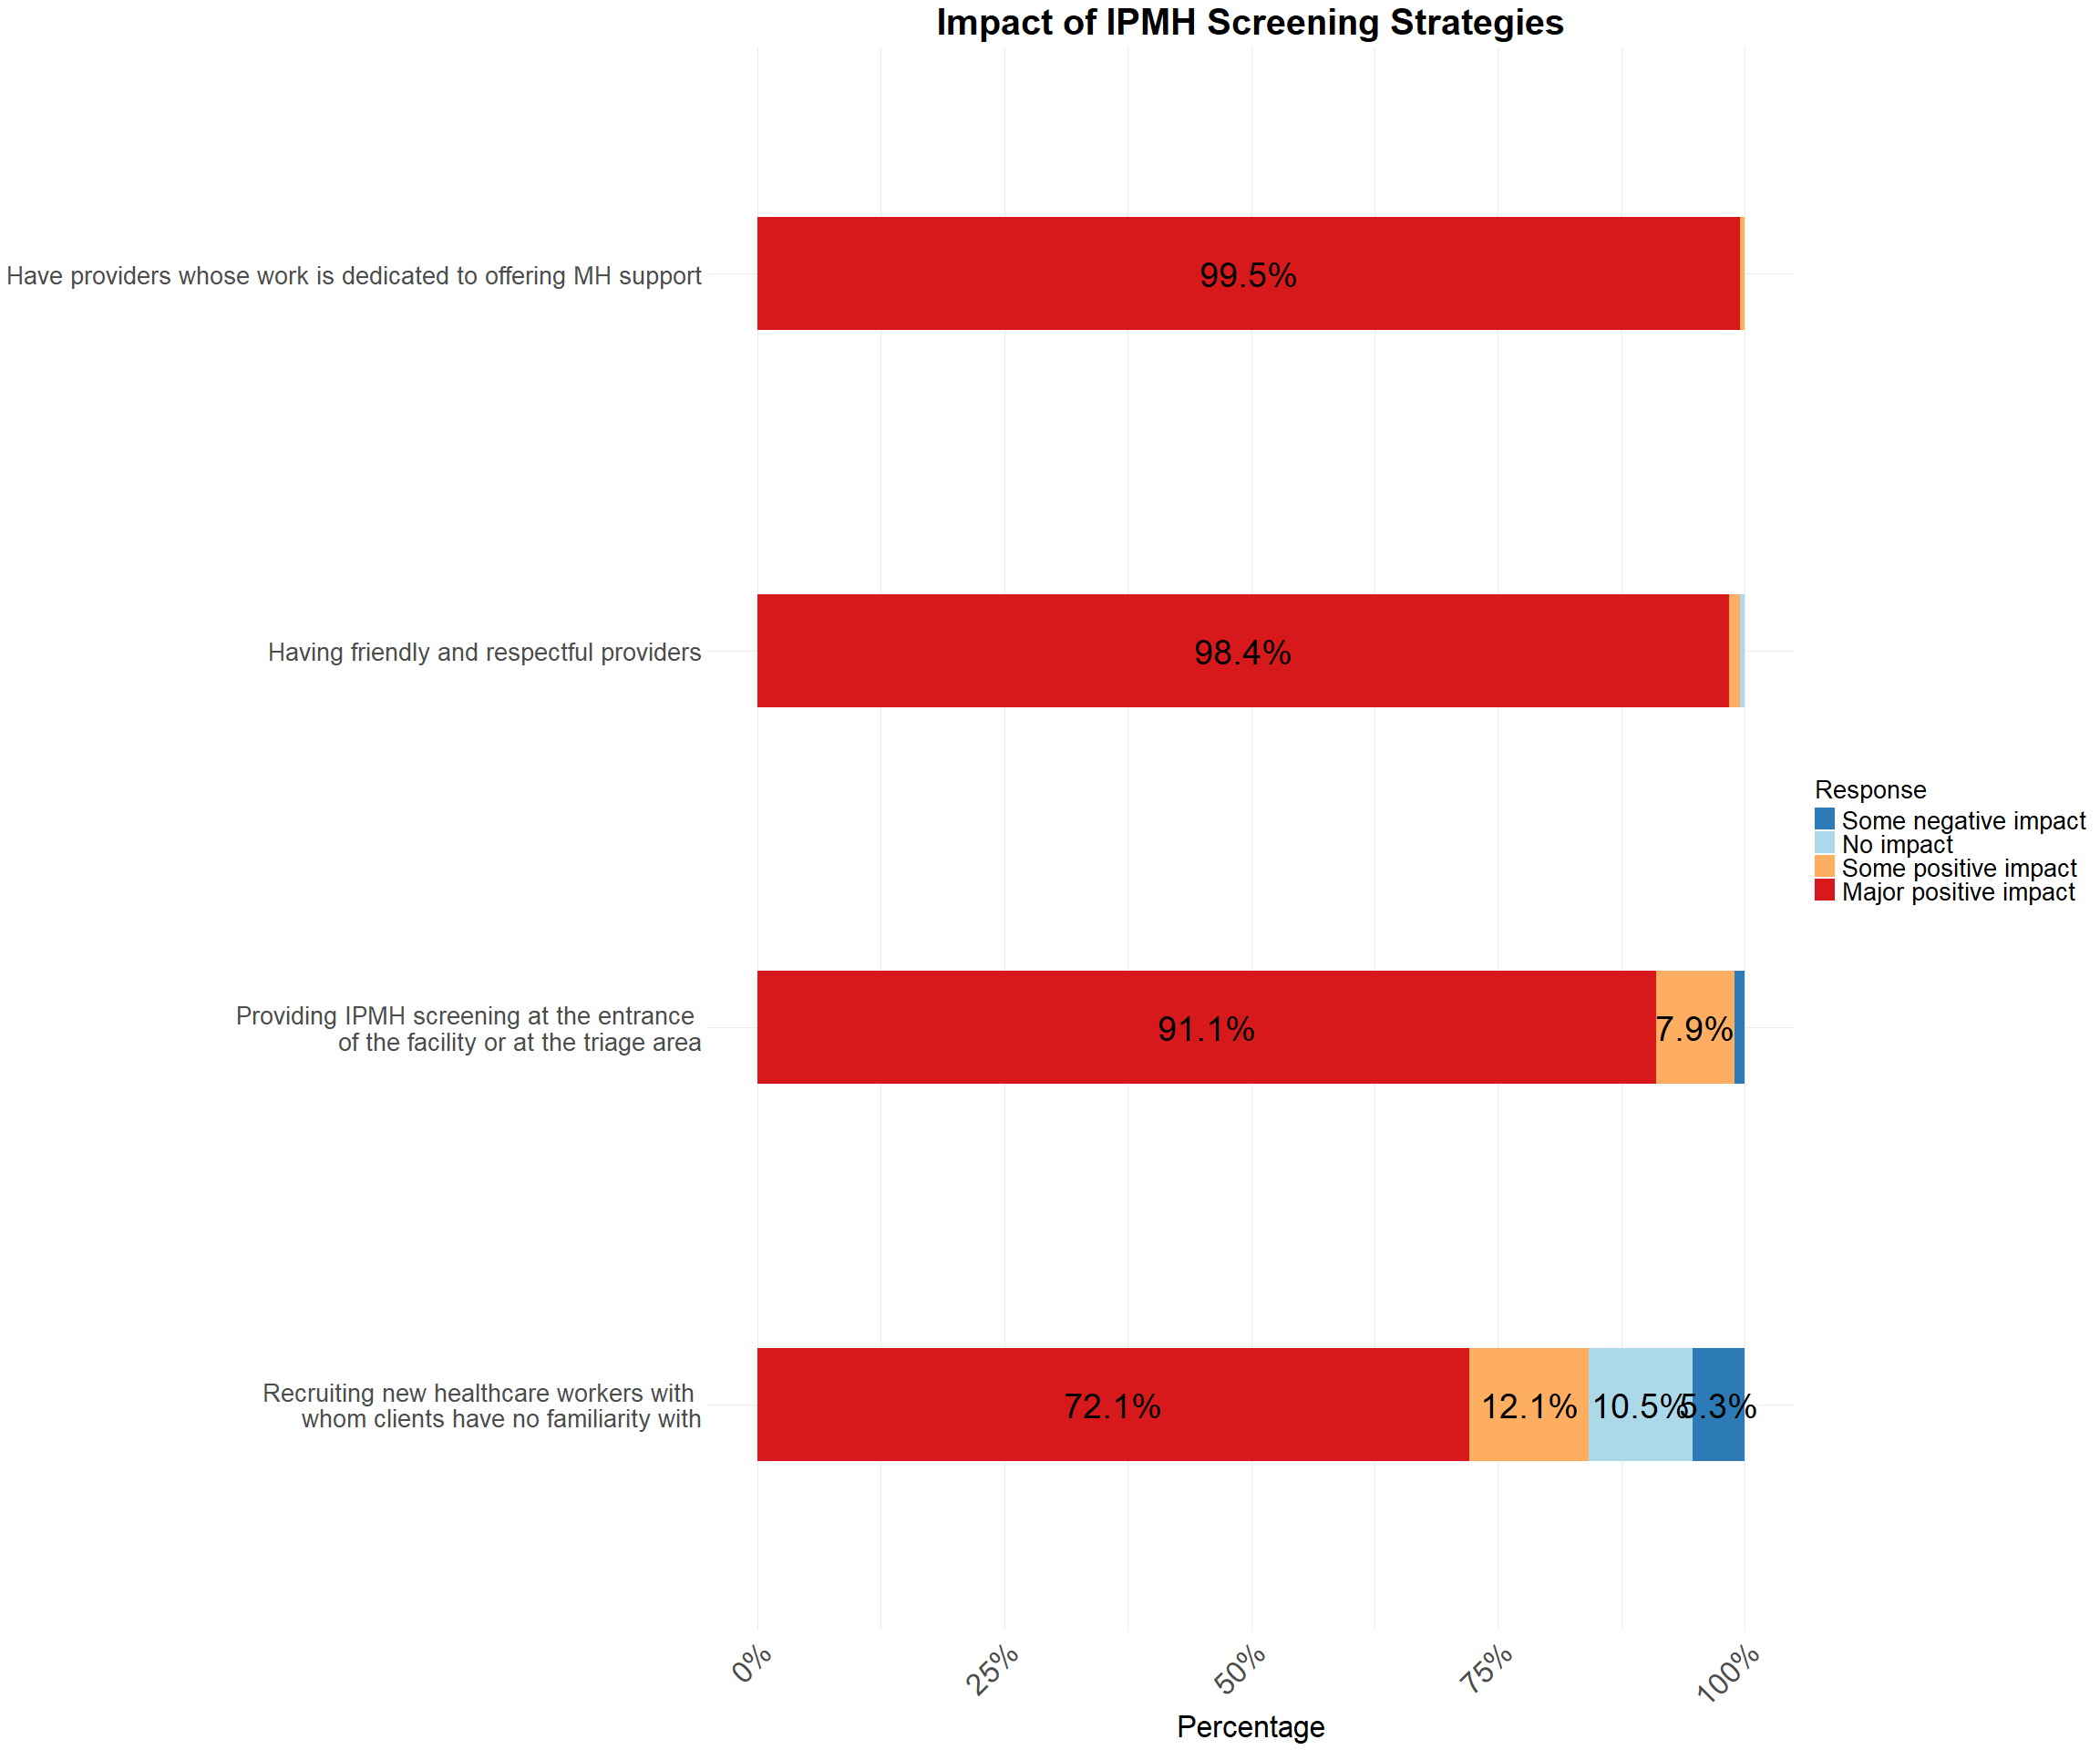 Impact of IPMH Screening Strategies
Have providers whose work is dedicated to offering MH support
99.5%
Having friendly and respectful providers
98.4%
Providing IPMH screening at the entrance
of the facility or at the triage area
91.1%
7.9%
Recruiting new healthcare workers with
whom clients have no familiarity with
72.1%
12.1%
10.5%
5.3%
Response
Some negative impact
No impact
Some positive impact
Major positive impact
0%
25%
50%
75%
100%
Percentage